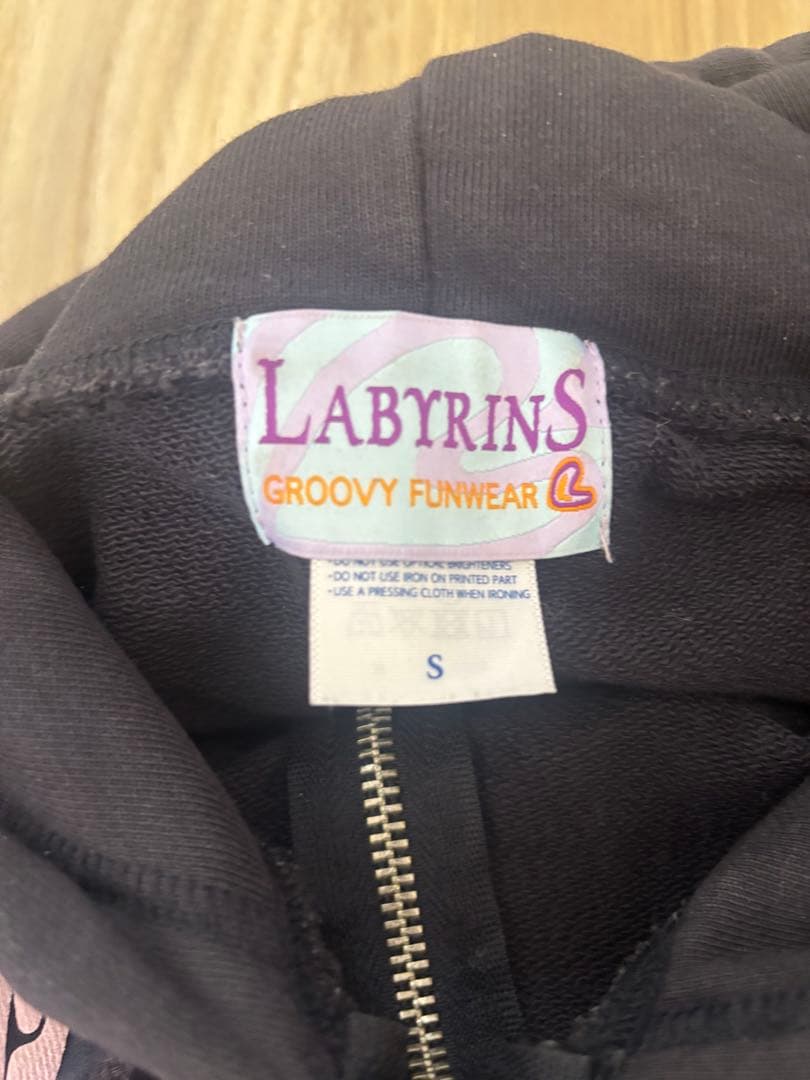 LABYRINS
GROOVY FUNWEAR
-DO NOT USE OPTICAL BRIGHTENERS
-DO NOT USE IRON ON PRINTED PART
-USE A PRESSING CLOTH WHEN IRONING
S